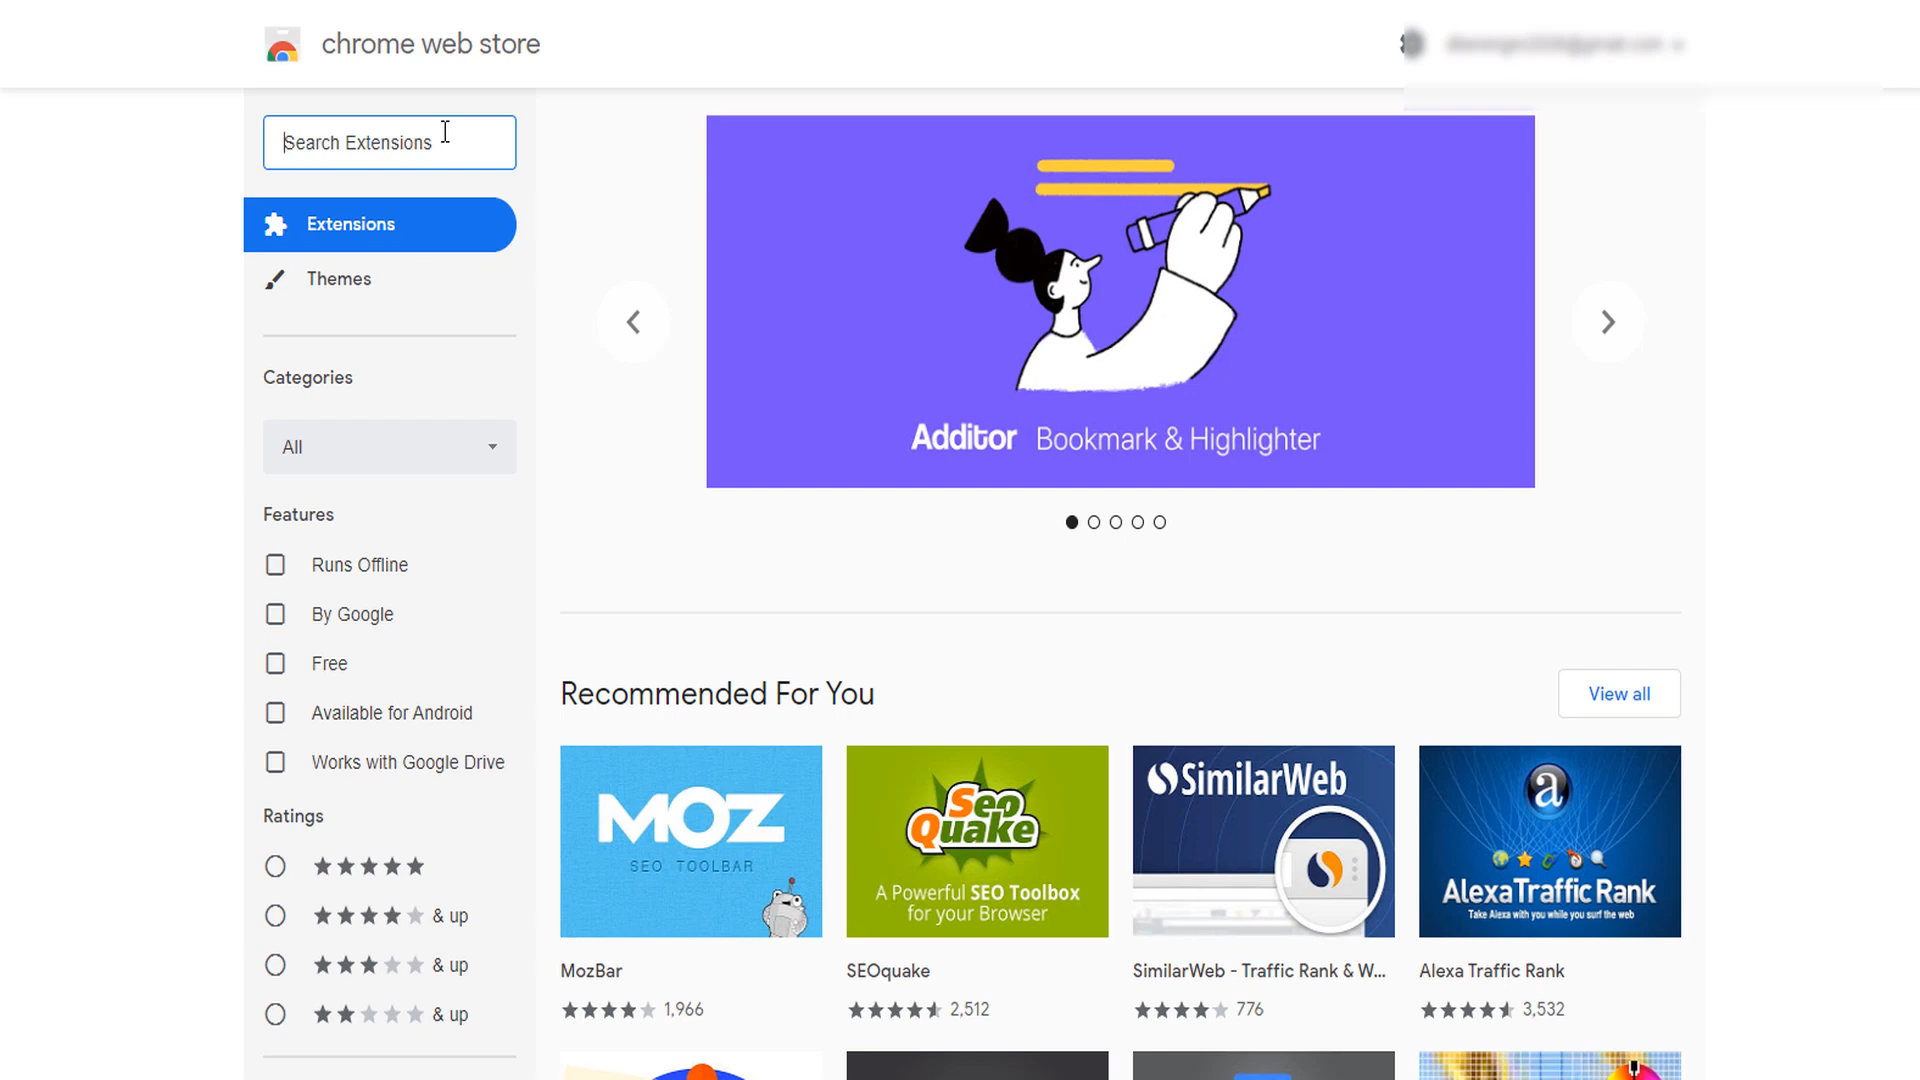 chrome web store
Search Extensions
Extensions
Themes
Categories
All
Features
Runs Offline
By Google
Free
Available for Android
Works with Google Drive
Ratings
& up
& up
& up
Additor Bookmark & Highlighter
Recommended For You
View all
MOZ
SEO TOOLBAR
MozBar
1,966
Seo
Quake
A Powerful SEO Toolbox
for your Browser
SEOquake
2,512
SimilarWeb
SimilarWeb - Traffic Rank & W...
776
a
AlexaTraffic Rank
Take Alexa with you while you surf the web
Alexa Traffic Rank
3,532